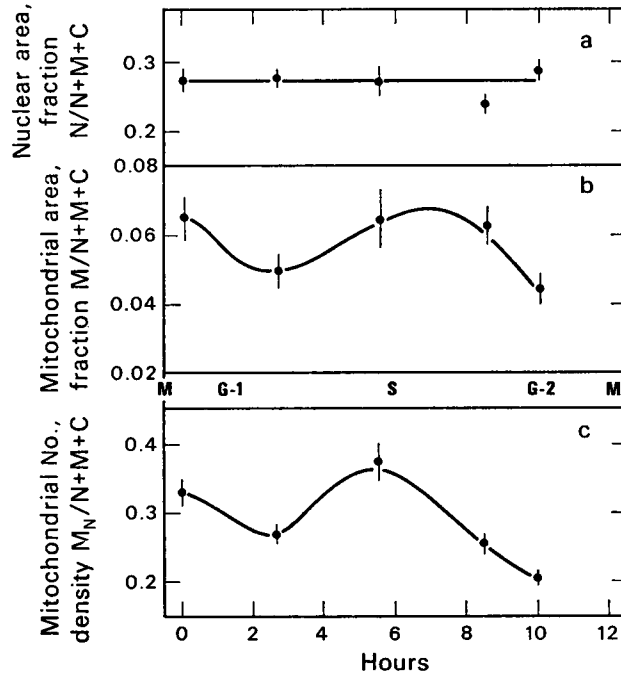 Nuclear area,
fraction
N/N+M+C
0.3
0.2
a
Mitochondrial area,
fraction M/N+M+C
0.08
0.06
0.04
0.02
b
M G-1 S G-2 M
Mitochondrial No.,
density M_N/N+M+C
0.4
0.3
0.2
c
0 2 4 6 8 10 12
Hours